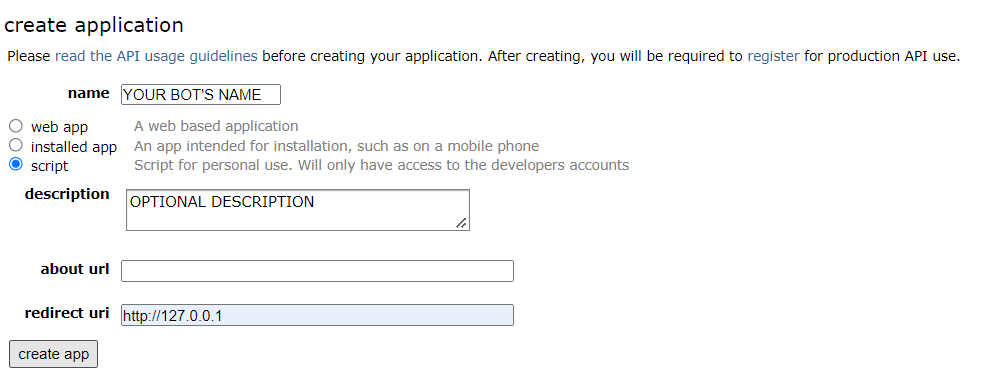 create application
Please read the API usage guidelines before creating your application. After creating, you will be required to register for production API use.
name YOUR BOT'S NAME
web app A web based application
installed app An app intended for installation, such as on a mobile phone
script Script for personal use. Will only have access to the developers accounts
description OPTIONAL DESCRIPTION
about url
redirect uri http://127.0.0.1
create app